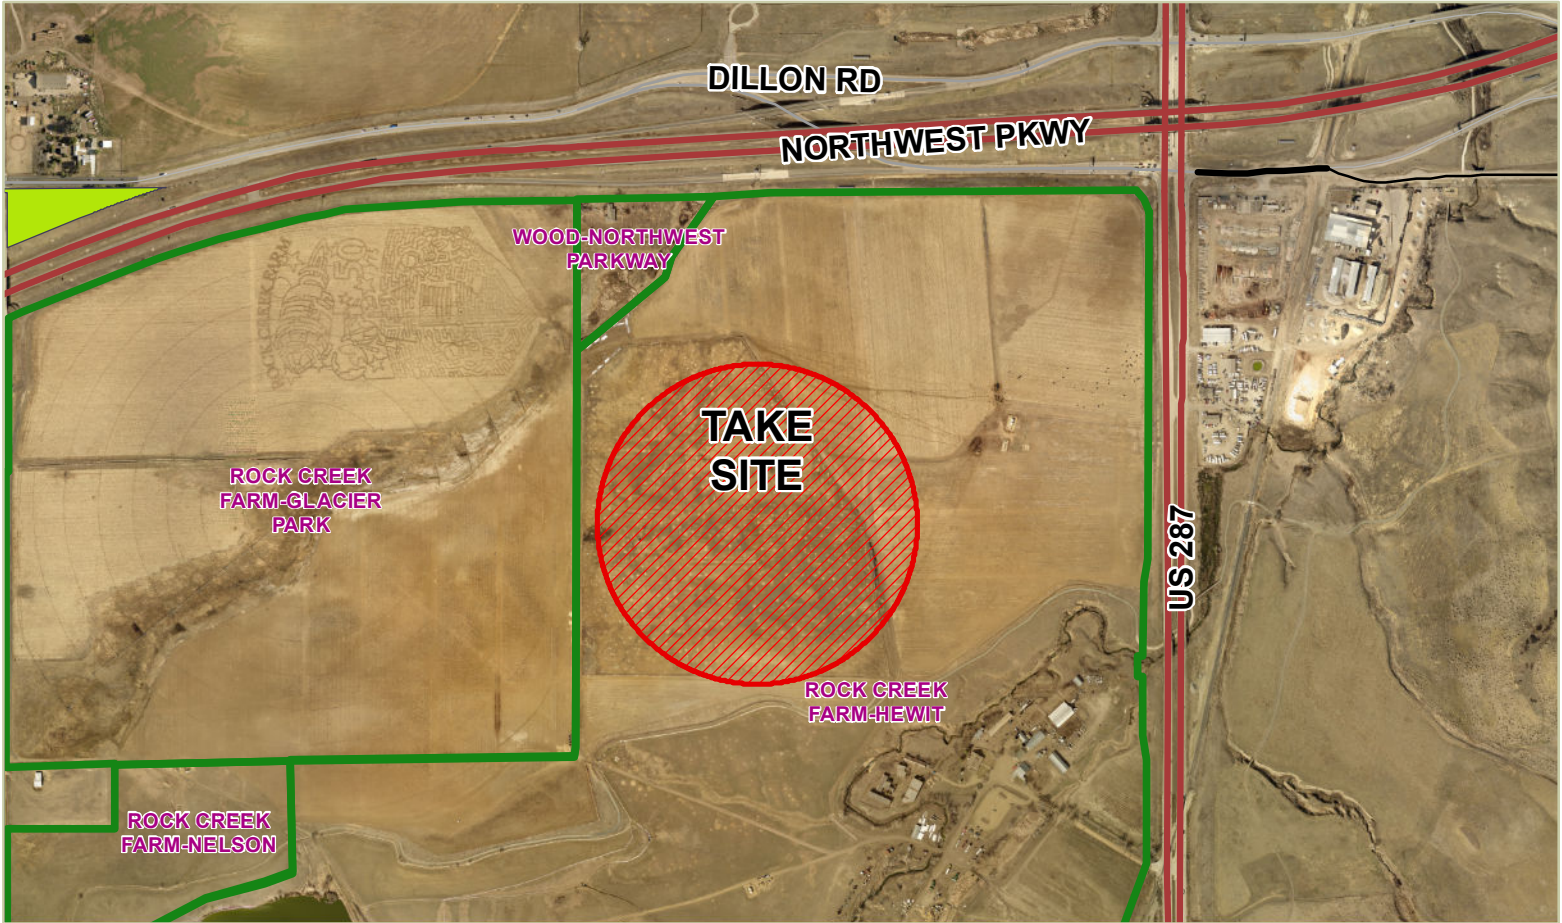 DILLON RD
NORTHWEST PKWY
WOOD-NORTHWEST
PARKWAY
TAKE
SITE
ROCK CREEK
FARM-GLACIER
PARK
US 287
ROCK CREEK
FARM-HEWIT
ROCK CREEK
FARM-NELSON